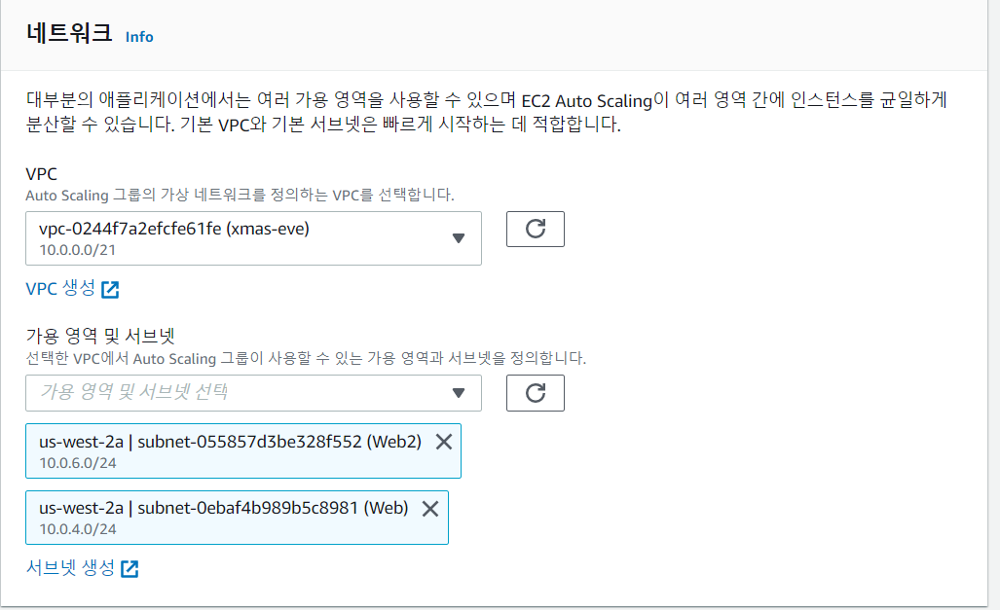 네트워크 Info
대부분의 애플리케이션에서는 여러 가용 영역을 사용할 수 있으며 EC2 Auto Scaling이 여러 영역 간에 인스턴스를 균일하게
분산할 수 있습니다. 기본 VPC와 기본 서브넷은 빠르게 시작하는 데 적합합니다.
VPC
Auto Scaling 그룹의 가상 네트워크를 정의하는 VPC를 선택합니다.
vpc-0244f7a2efcfe61fe (xmas-eve)
10.0.0.0/21
VPC 생성
가용 영역 및 서브넷
선택한 VPC에서 Auto Scaling 그룹이 사용할 수 있는 가용 영역과 서브넷을 정의합니다.
가용 영역 및 서브넷 선택
us-west-2a | subnet-055857d3be328f552 (Web2)
10.0.6.0/24
us-west-2a | subnet-0ebaf4b989b5c8981 (Web)
10.0.4.0/24
서브넷 생성